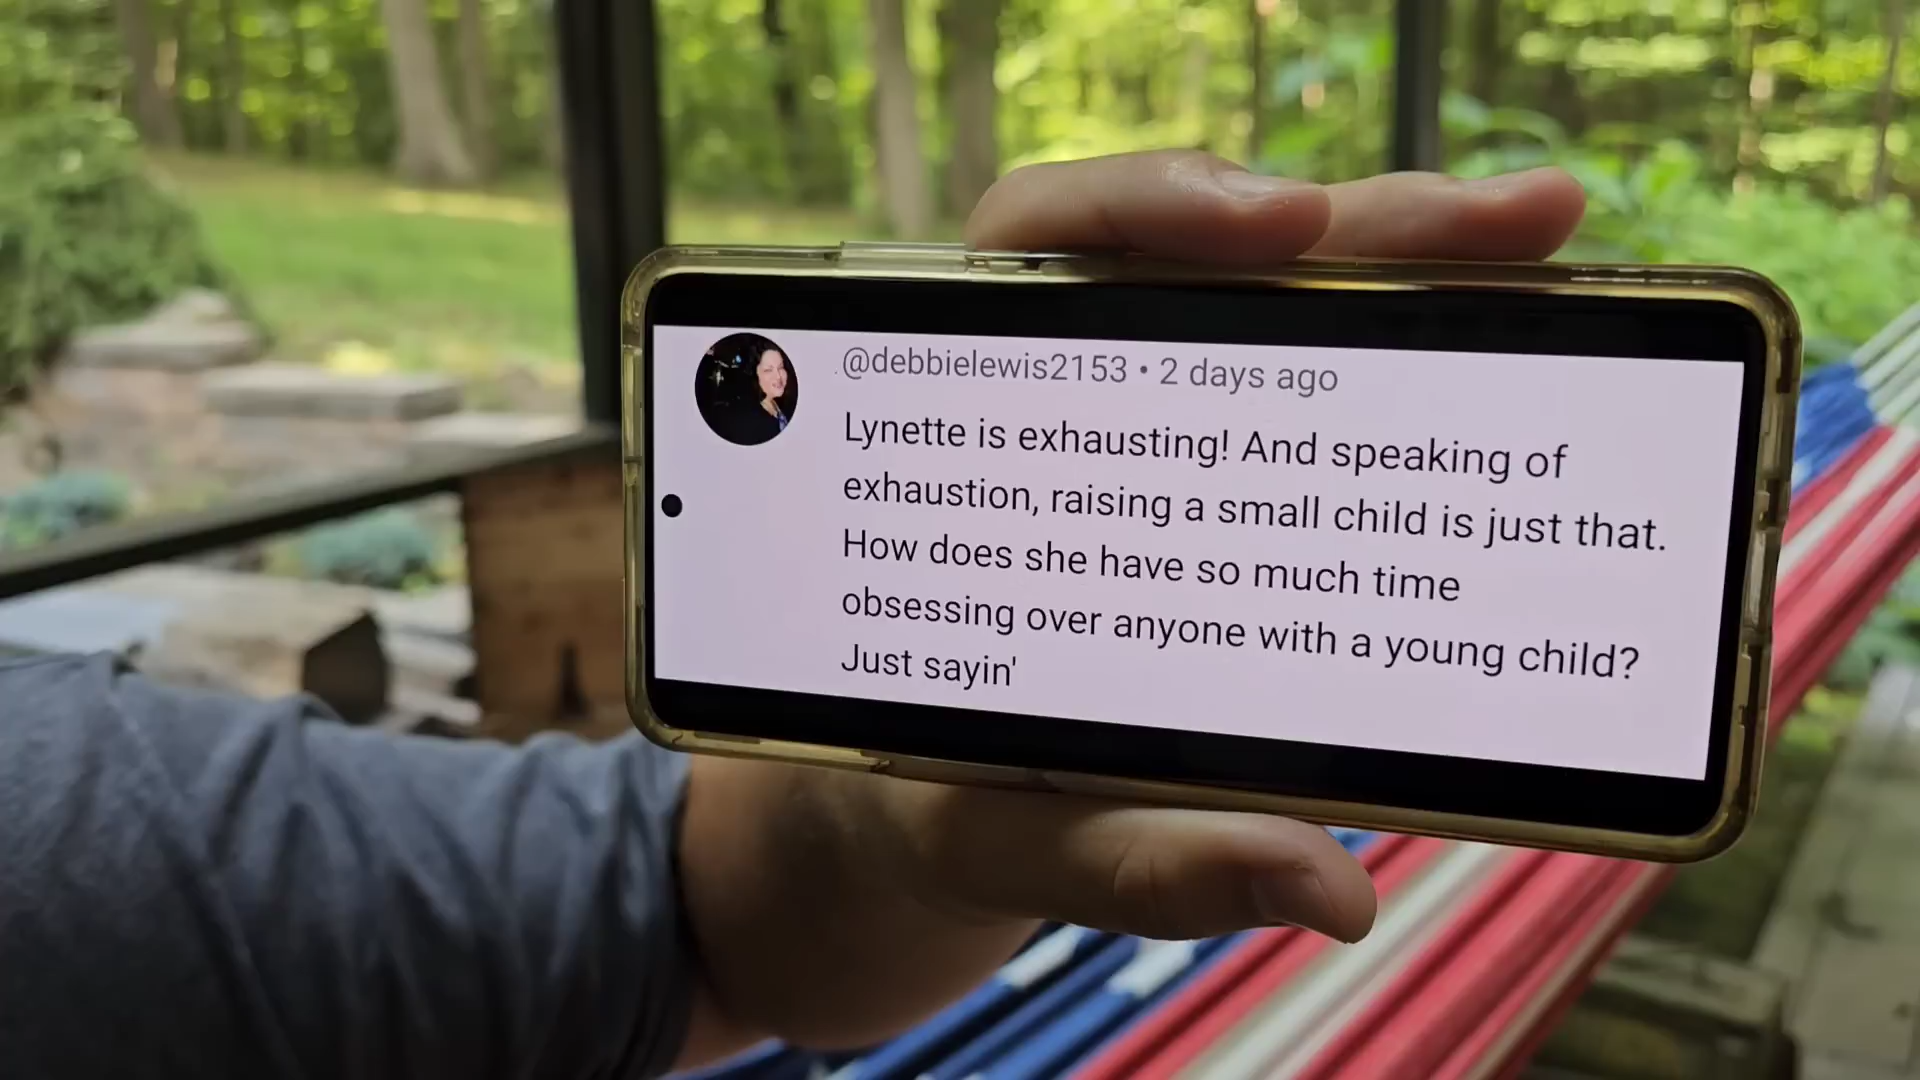 @debbielewis2153 • 2 days ago
Lynette is exhausting! And speaking of
exhaustion, raising a small child is just that.
How does she have so much time
obsessing over anyone with a young child?
Just sayin'